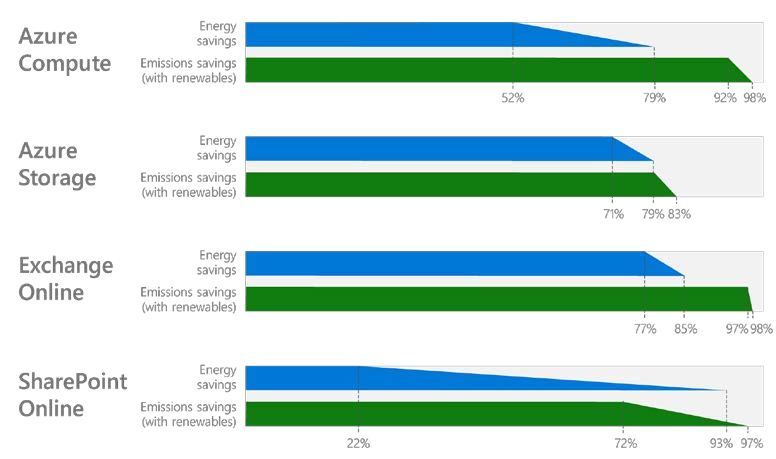 Azure
Compute
Energy
savings
Emissions savings
(with renewables)
52%
79%
92%
98%
Azure
Storage
Energy
savings
Emissions savings
(with renewables)
71%
79%
83%
Exchange
Online
Energy
savings
Emissions savings
(with renewables)
77%
85%
97%
98%
SharePoint
Online
Energy
savings
Emissions savings
(with renewables)
22%
72%
93%
97%